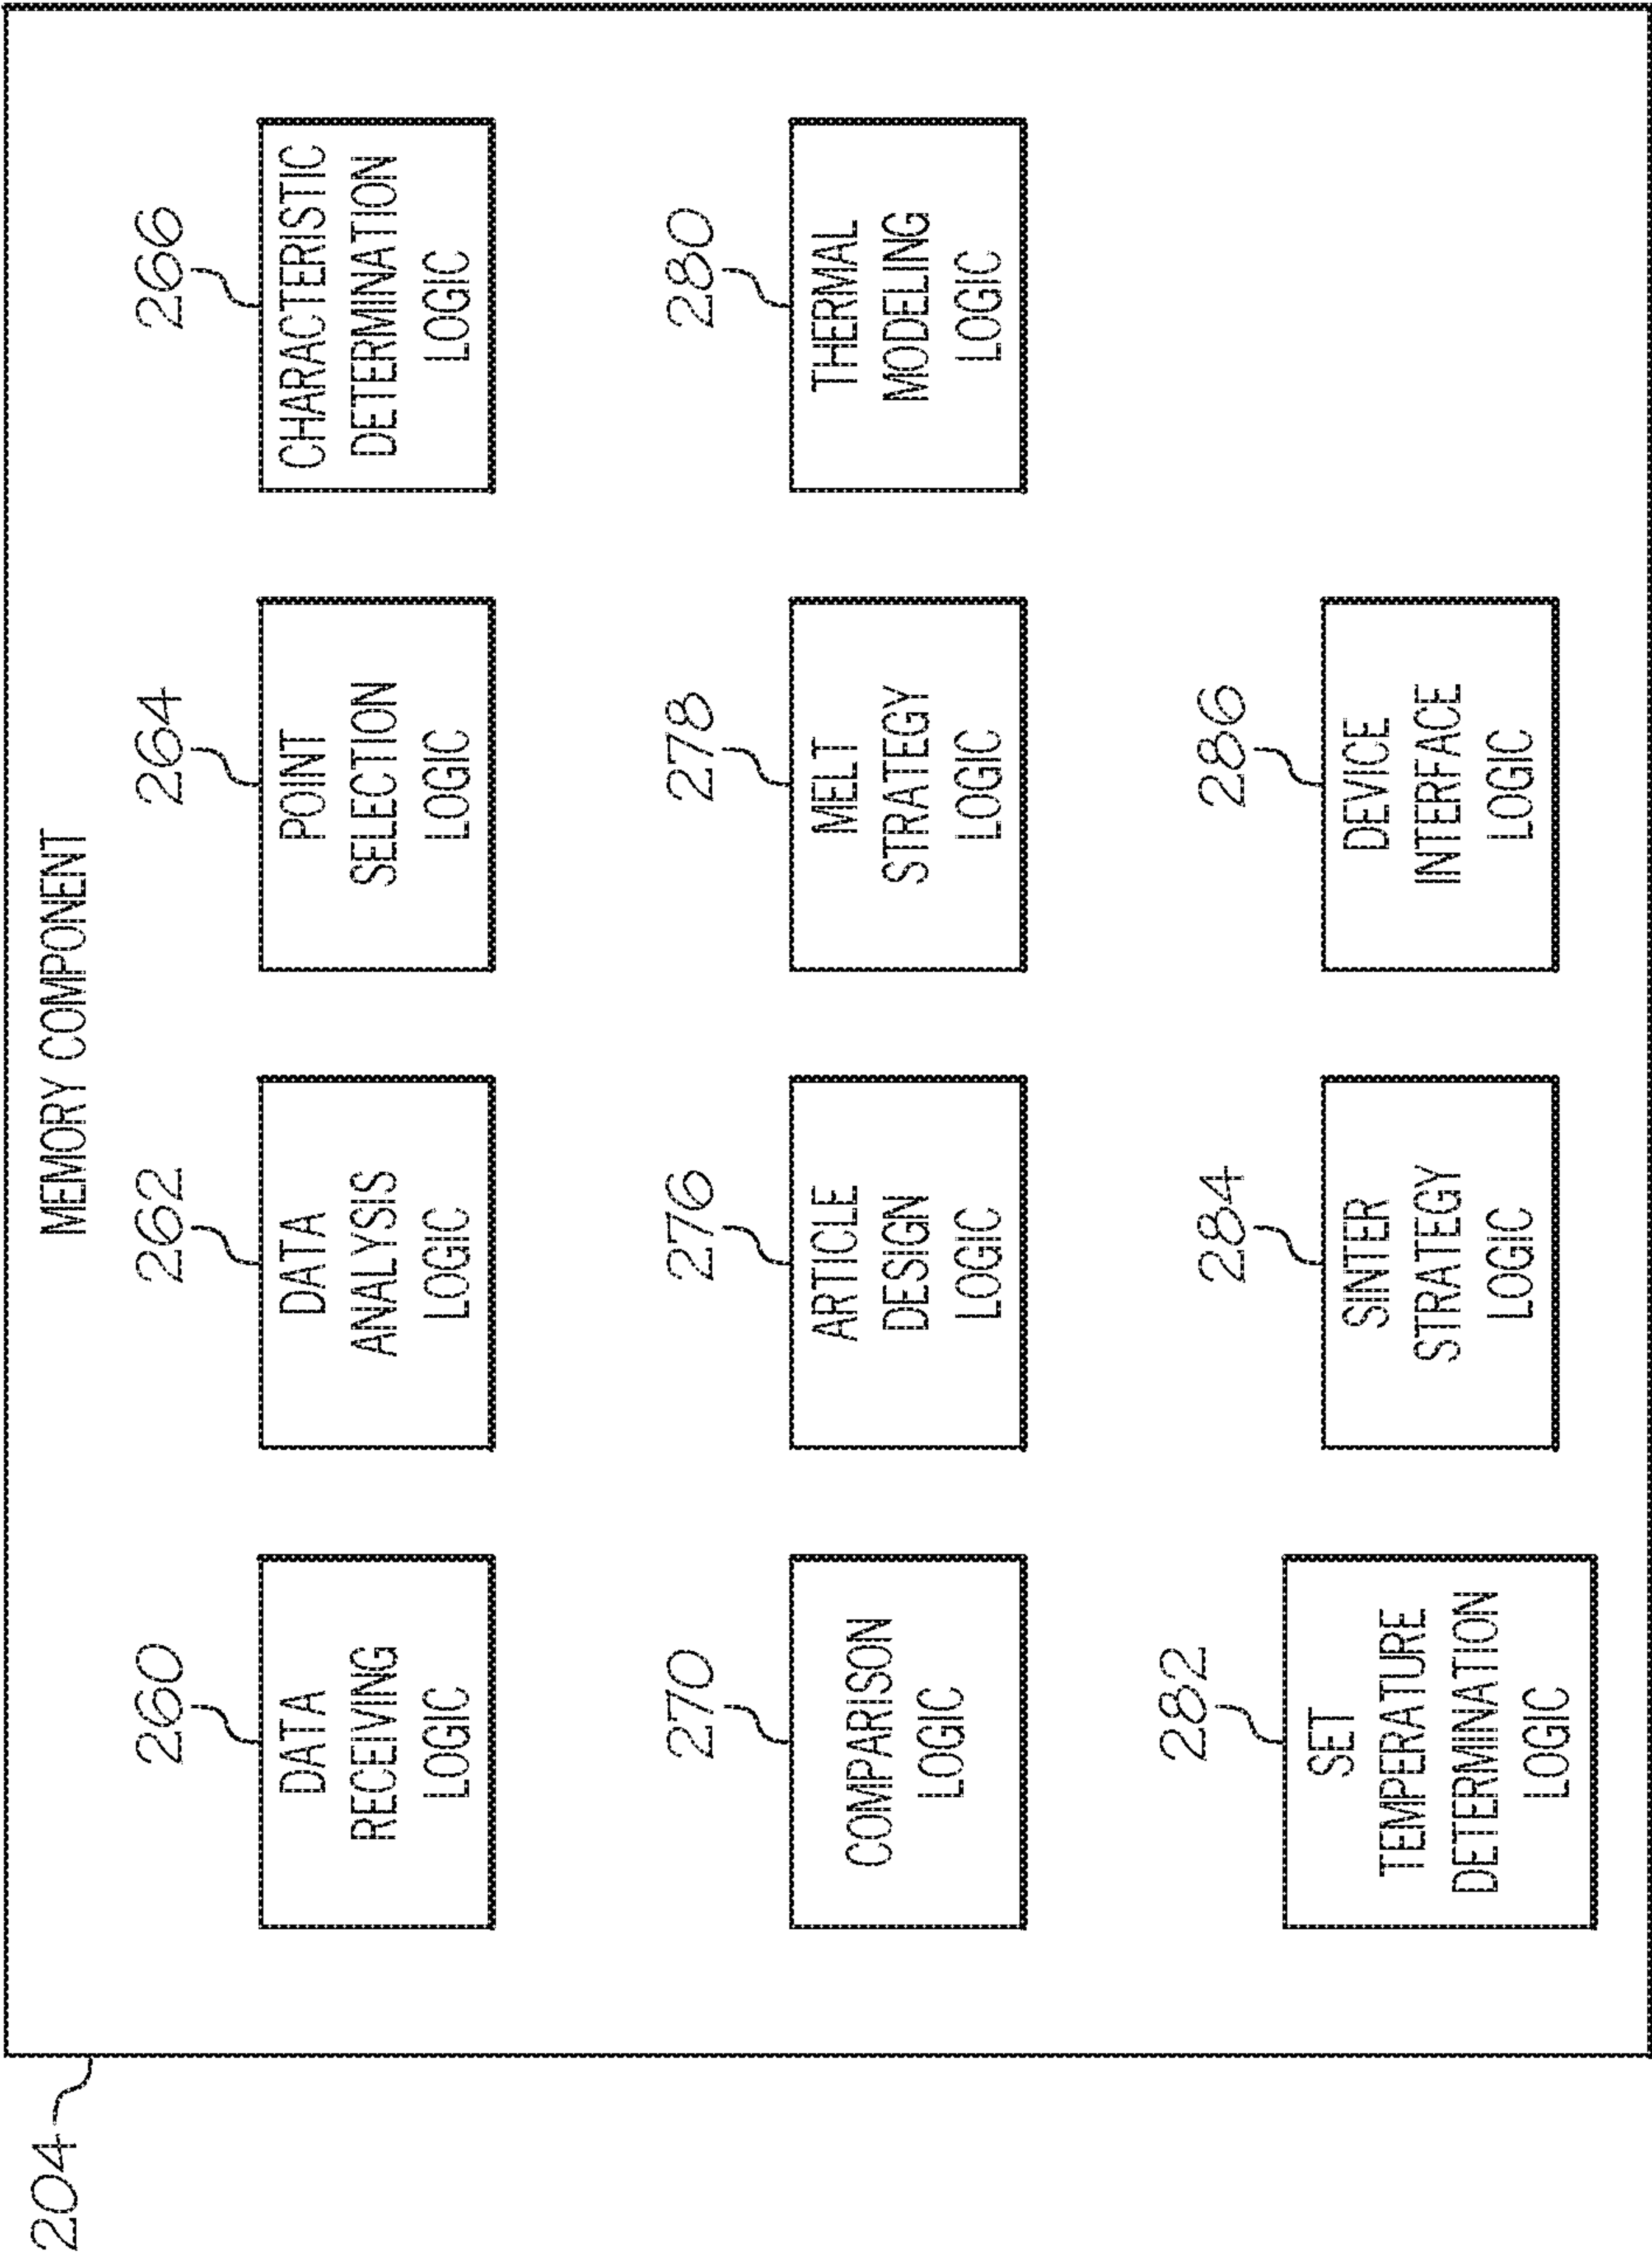 204
MEMORY COMPONENT
260
DATA
RECEIVING
LOGIC
262
DATA
ANALYSIS
LOGIC
264
POINT
SELECTION
LOGIC
266
CHARACTERISTIC
DETERMINATION
LOGIC
270
COMPARISON
LOGIC
276
ARTICLE
DESIGN
LOGIC
278
MELT
STRATEGY
LOGIC
280
THERMAL
MODELING
LOGIC
282
SET
TEMPERATURE
DETERMINATION
LOGIC
284
SINTER
STRATEGY
LOGIC
286
DEVICE
INTERFACE
LOGIC